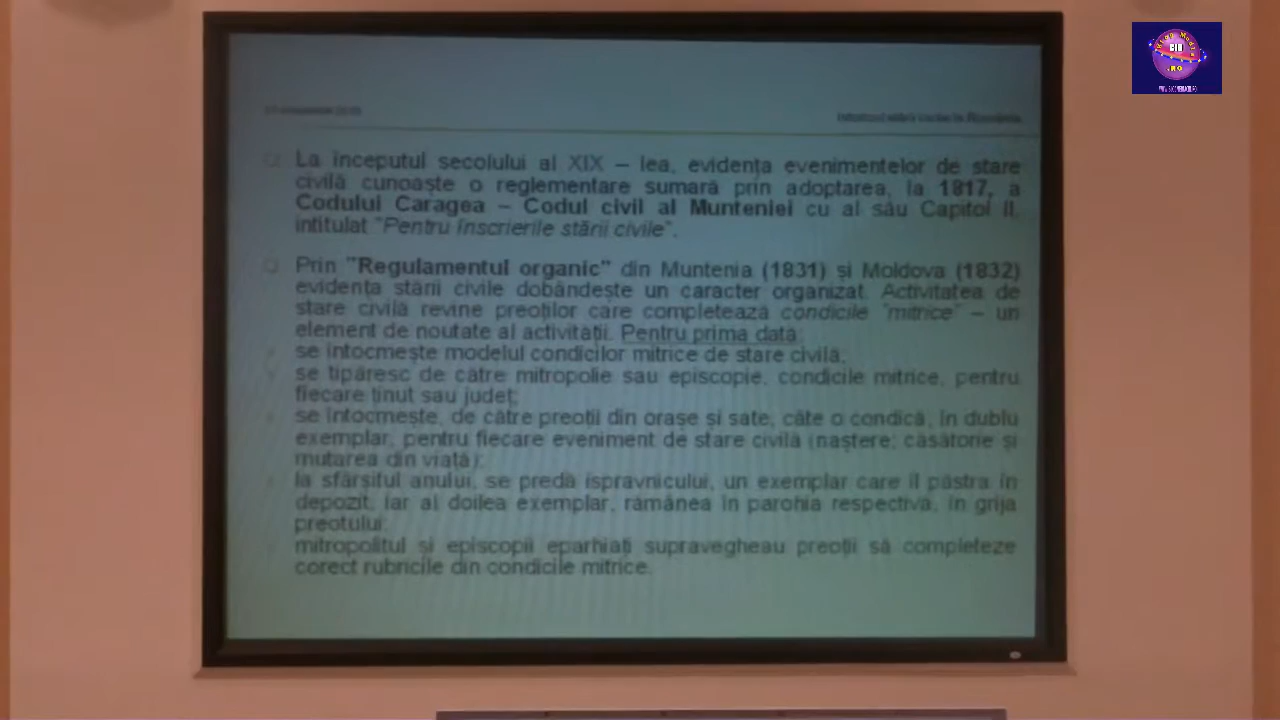 La începutul secolului al XIX – lea, evidența evenimentelor de stare
civilă cunoaște o reglementare sumară prin adoptarea, la 1817, a
Codului Caragea – Codul civil al Munteniei cu al său Capitol II,
intitulat "Pentru înscrierile stării civile".
Prin "Regulamentul organic" din Muntenia (1831) și Moldova (1832)
evidența stării civile dobândește un caracter organizat. Activitatea de
stare civilă revine preoților care completează condicile "mitrice" – un
element de noutate al activității. Pentru prima dată:
se întocmește modelul condicilor mitrice de stare civilă;
se tipăresc de către mitropolie sau episcopie, condicile mitrice, pentru
fiecare ținut sau județ;
se întocmește, de către preoții din orașe și sate, câte o condică, în dublu
exemplar, pentru fiecare eveniment de stare civilă (naștere, căsătorie și
mutarea din viață);
la sfârșitul anului, se predă ispravnicului, un exemplar care îl păstra în
depozit, iar al doilea exemplar, rămânea în parohia respectivă, în grija
preotului;
mitropolitul și episcopii eparhiați supravegheau preoții să completeze
corect rubricile din condicile mitrice.